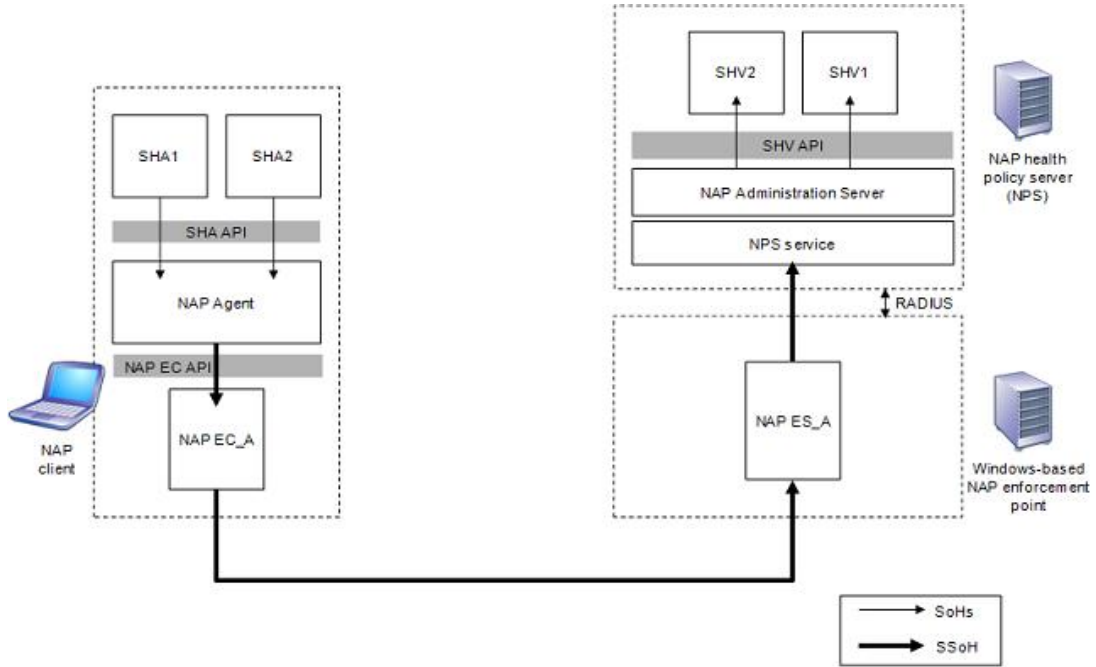 SHV2
SHV1
SHV API
NAP Administration Server
NPS service
NAP health
policy server
(NPS)
SHA1
SHA2
SHA API
NAP Agent
NAP EC API
NAP EC_A
NAP
client
RADIUS
NAP ES_A
Windows-based
NAP enforcement
point
SoHs
SSoH